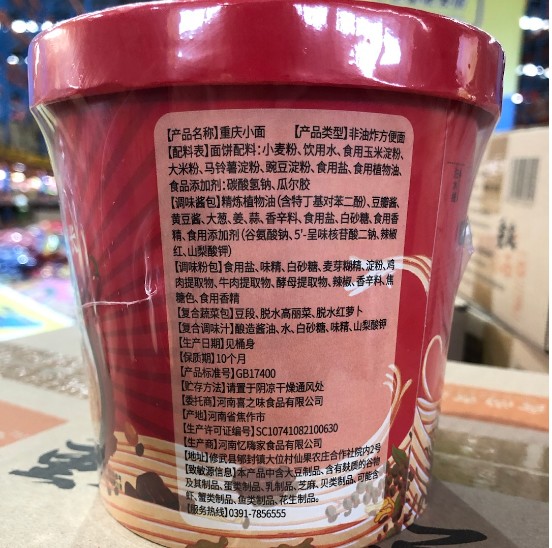 【产品名称】重庆小面 【产品类型】非油炸方便面
【配料表】面饼配料:小麦粉、饮用水、食用玉米淀粉、
大米粉、马铃薯淀粉、豌豆淀粉、食用盐、食用植物油、
食品添加剂:碳酸氢钠、瓜尔胶
【调味酱包】精炼植物油(含特丁基对苯二酚)、豆瓣酱、
黄豆酱、大葱、姜、蒜、香辛料、食用盐、白砂糖、食用香
精、食用添加剂(谷氨酸钠、5'-呈味核苷酸二钠、辣椒
红、山梨酸钾)
【调味粉包】食用盐、味精、白砂糖、麦芽糊精、淀粉、鸡
肉提取物、牛肉提取物、酵母提取物、辣椒、香辛料、焦
糖色、食用香精
【复合蔬菜包】豆段、脱水高丽菜、脱水红萝卜
【复合调味汁】酿造酱油、水、白砂糖、味精、山梨酸钾
【生产日期】见桶身
【保质期】10个月
【产品标准号】GB17400
【贮存方法】请置于阴凉干燥通风处
【委托商】河南喜之味食品有限公司
【产地】河南省焦作市
【生产许可证编号】SC10741082100630
【生产商】河南忆嗨家食品有限公司
【地址】修武县郇封镇大位村仙果农庄合作社院内2号
【致敏源信息】本产品中含大豆制品、含有麸质的谷物
及其制品、蛋类制品、乳制品、芝麻、贝类制品、可能含
虾、蟹类制品、鱼类制品、花生制品。
【服务热线】0391-7856555